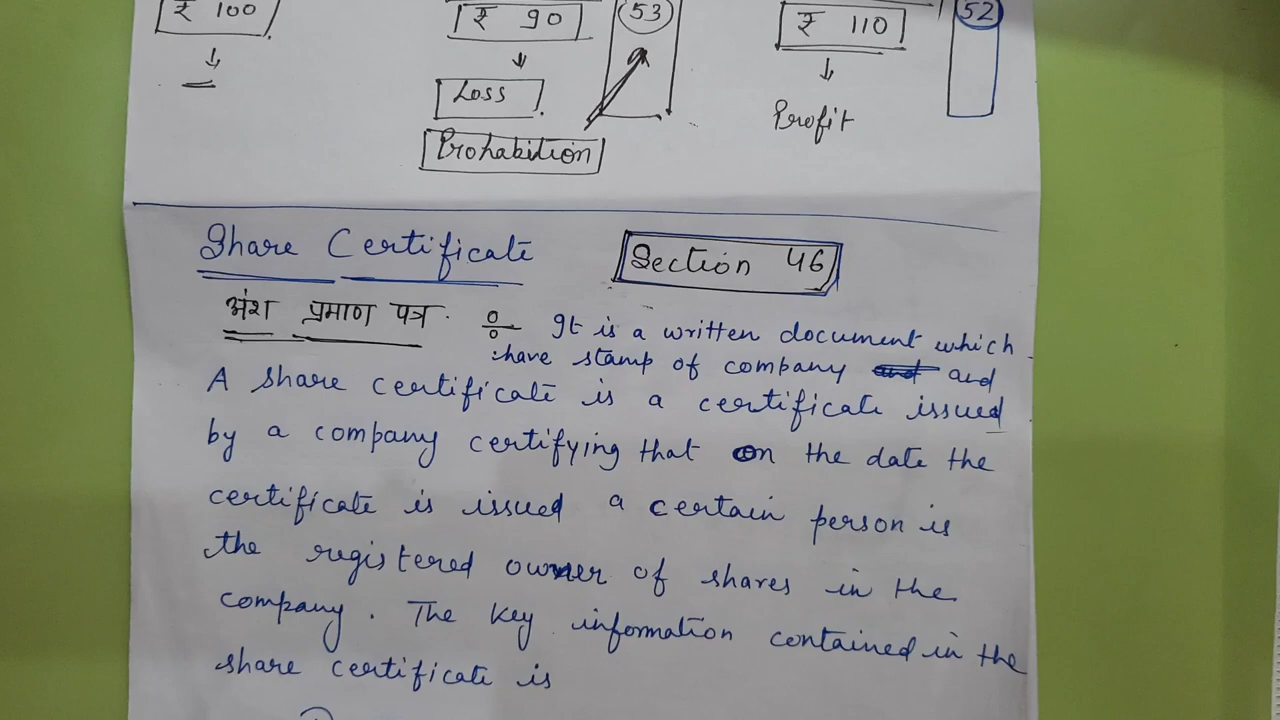 ₹ 100
₹ 90
53
₹ 110
52
Loss
Profit
Prohabition
Share Certificate
Section 46
अंश प्रमाण पत्र
It is a written document which
have stamp of company and
A share certificate is a certificate issued
by a company certifying that on the date the
certificate is issued a certain person is
the registered owner of shares in the
company. The key information contained in the
share certificate is